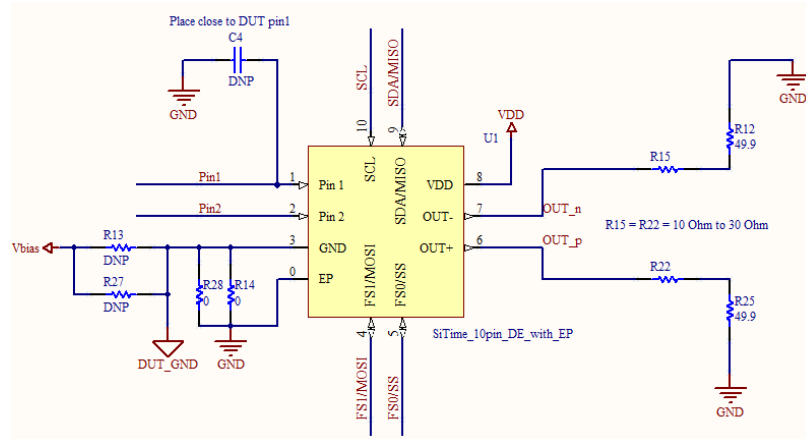 Place close to DUT pin1
C4
DNP
GND
SCL
SDA/MISO
10
9
VDD
U1
GND
R12
49.9
R15
Pin1
1
Pin 1
SCL
SDA/MISO
VDD
8
Pin2
2
Pin 2
OUT-
7
OUT_n
R15 = R22 = 10 Ohm to 30 Ohm
Vbias
R13
DNP
3
GND
OUT+
6
OUT_p
R27
DNP
R28
0
R14
0
0
EP
FS1/MOSI
FS0/SS
R22
R25
49.9
DUT_GND
GND
4
5
SiTime_10pin_DE_with_EP
FS1/MOSI
FS0/SS
GND